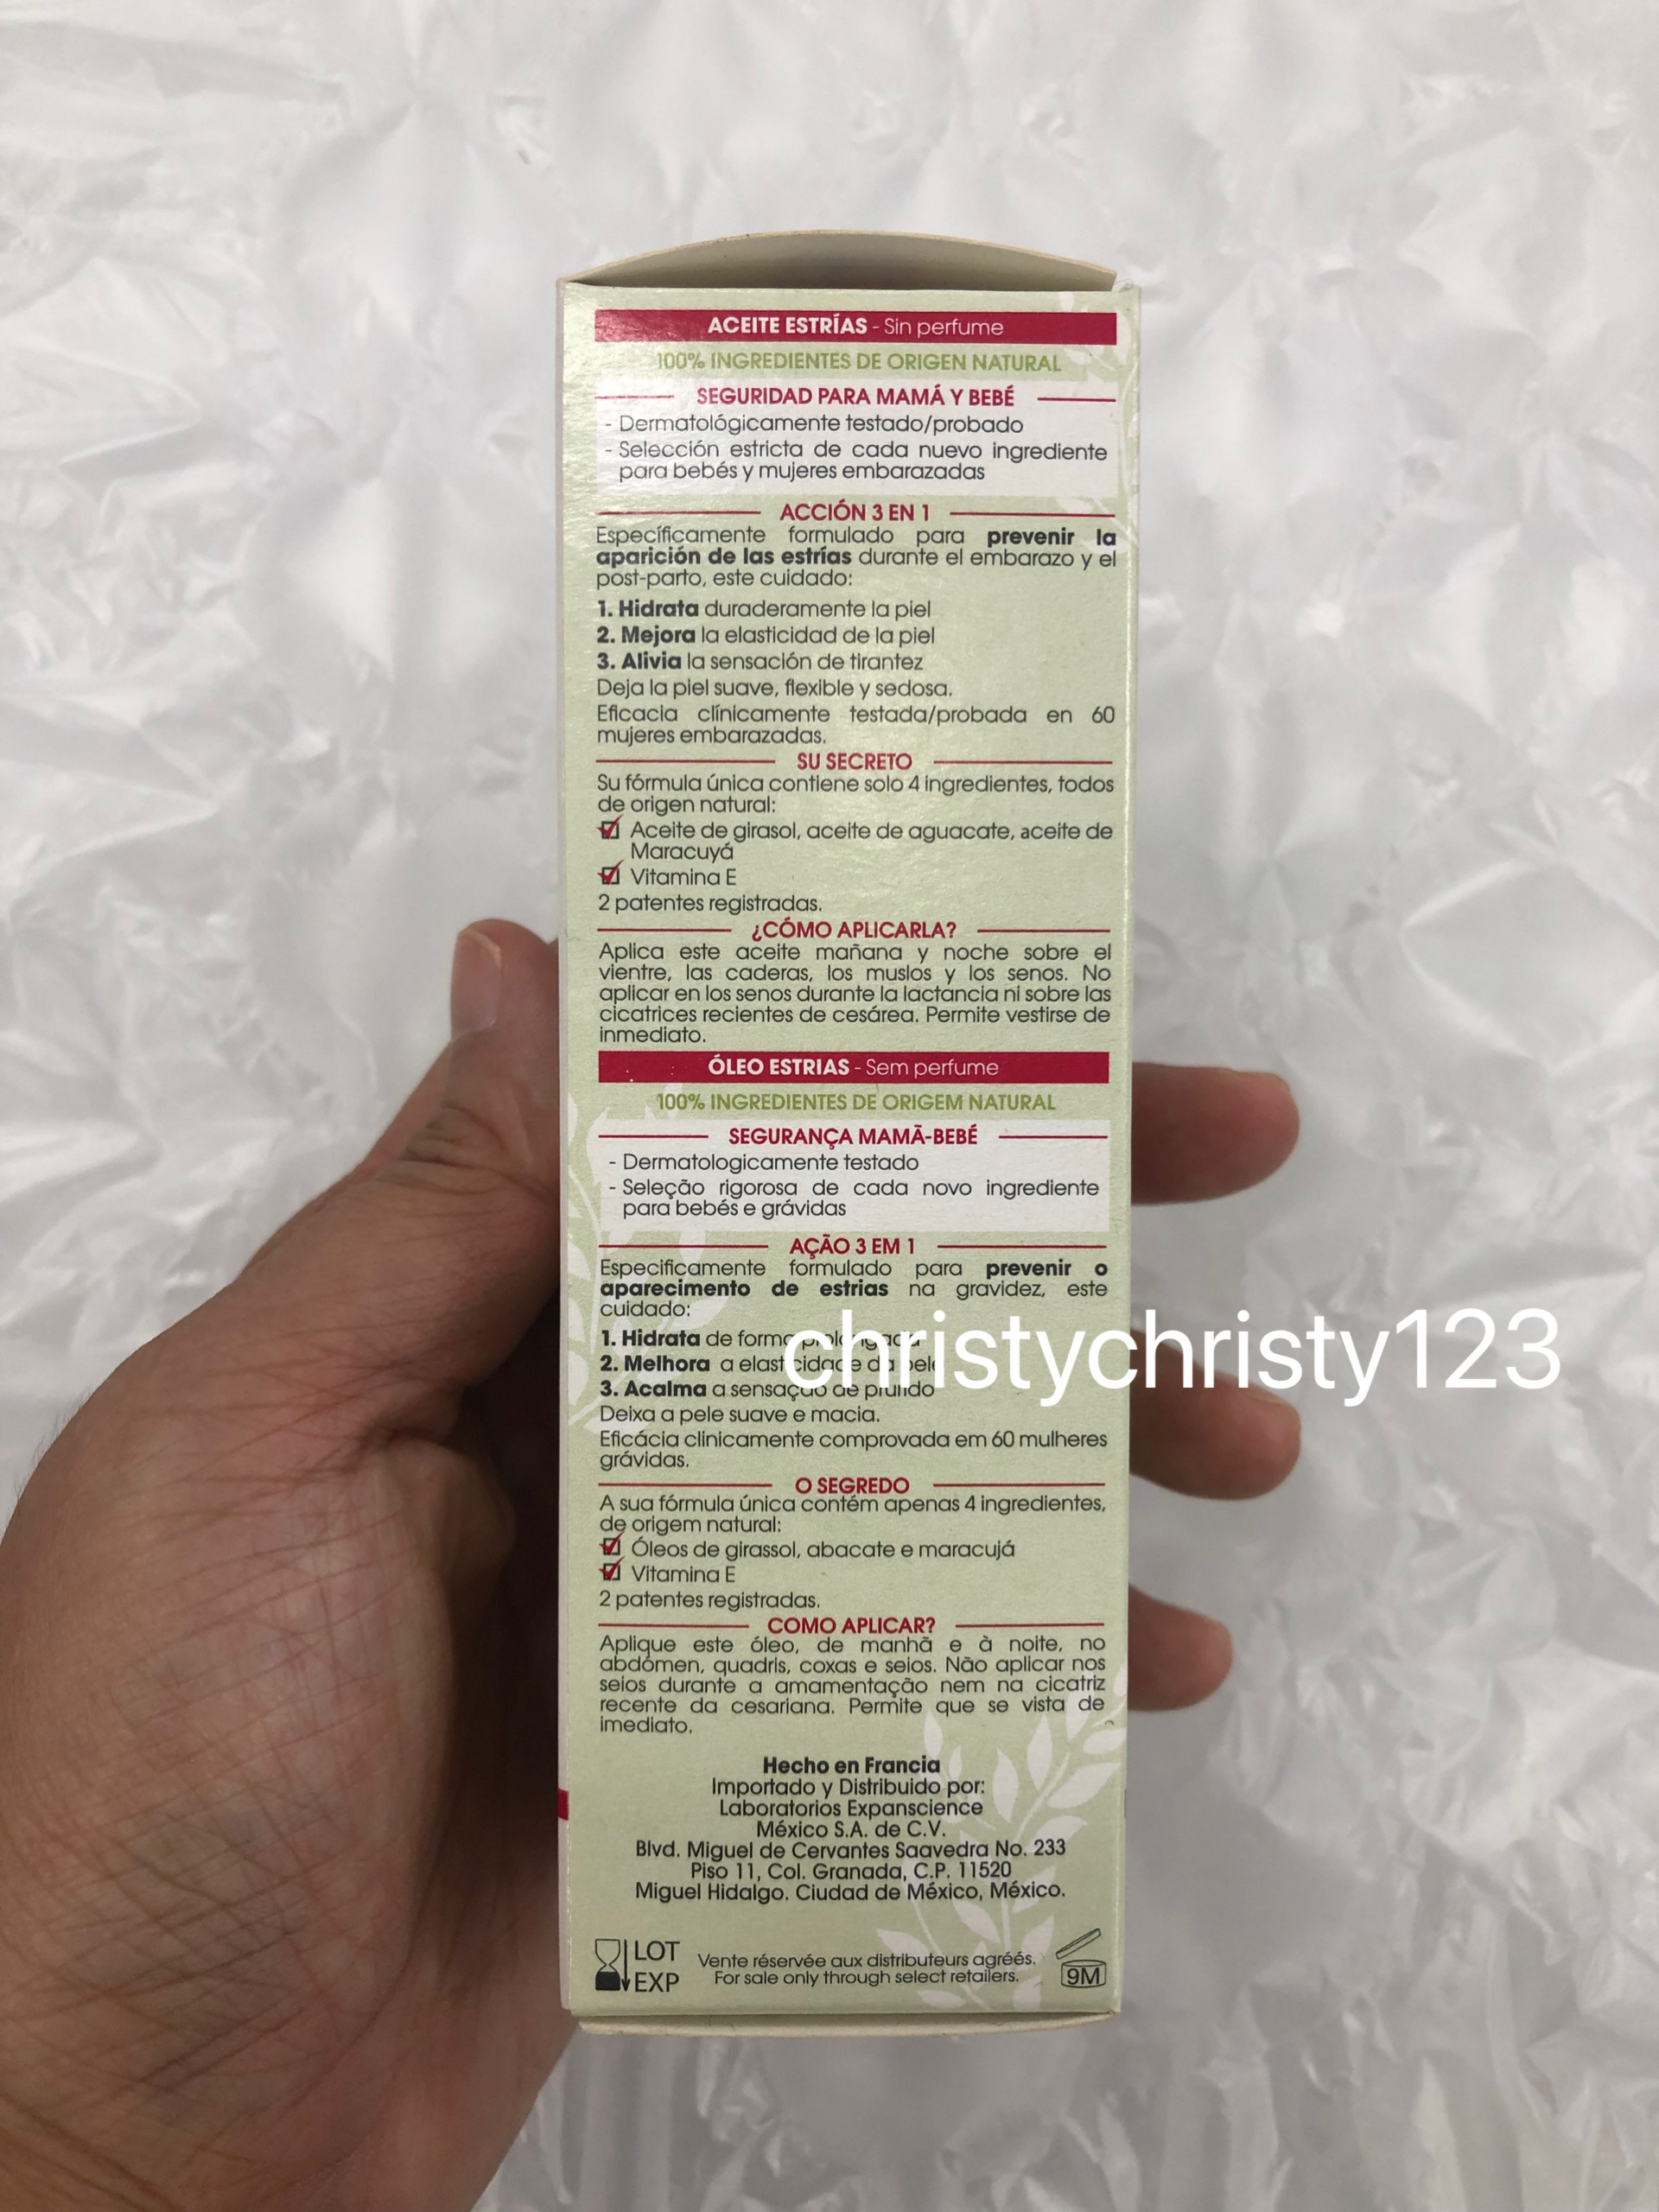 ACEITE ESTRÍAS - Sin perfume
100% INGREDIENTES DE ORIGEN NATURAL
SEGURIDAD PARA MAMÁ Y BEBÉ
- Dermatológicamente testado/probado
- Selección estricta de cada nuevo ingrediente
para bebés y mujeres embarazadas
ACCIÓN 3 EN 1
Específicamente formulado para prevenir la
aparición de las estrías durante el embarazo y el
post-parto, este cuidado:
1. Hidrata duraderamente la piel
2. Mejora la elasticidad de la piel
3. Alivia la sensación de tirantez
Deja la piel suave, flexible y sedosa.
Eficacia clínicamente testada/probada en 60
mujeres embarazadas.
SU SECRETO
Su fórmula única contiene solo 4 ingredientes, todos
de origen natural:
Aceite de girasol, aceite de aguacate, aceite de
Maracuyá
Vitamina E
2 patentes registradas.
¿CÓMO APLICARLA?
Aplica este aceite mañana y noche sobre el
vientre, las caderas, los muslos y los senos. No
aplicar en los senos durante la lactancia ni sobre las
cicatrices recientes de cesárea. Permite vestirse de
inmediato.
ÓLEO ESTRIAS - Sem perfume
100% INGREDIENTES DE ORIGEM NATURAL
SEGURANÇA MAMÃ-BEBÉ
- Dermatologicamente testado
- Seleção rigorosa de cada novo ingrediente
para bebés e grávidas
AÇÃO 3 EM 1
Especificamente formulado para prevenir o
aparecimento de estrias na gravidez, este
cuidado:
1. Hidrata de forma prolongada
2. Melhora a elasticidade da pele
3. Acalma a sensação de prurido
christychristy123
Deixa a pele suave e macia.
Eficácia clinicamente comprovada em 60 mulheres
grávidas.
O SEGREDO
A sua fórmula única contém apenas 4 ingredientes,
de origem natural:
Óleos de girassol, abacate e maracujá
Vitamina E
2 patentes registradas.
COMO APLICAR?
Aplique este óleo, de manhã e à noite, no
abdómen, quadris, coxas e seios. Não aplicar nos
seios durante a amamentação nem na cicatriz
recente da cesariana. Permite que se vista de
imediato.
Hecho en Francia
Importado y Distribuido por:
Laboratorios Expanscience
México S.A. de C.V.
Blvd. Miguel de Cervantes Saavedra No. 233
Piso 11, Col. Granada, C.P. 11520
Miguel Hidalgo. Ciudad de México, México.
LOT
EXP
Vente réservée aux distributeurs agréés.
For sale only through select retailers.
9M